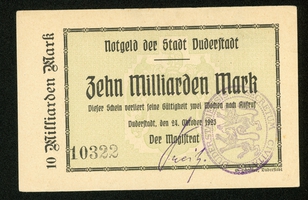 10 Milliarden Mark
Notgeld der Stadt Duderstadt
Zehn Milliarden Mark
Dieser Schein verliert seine Gültigkeit zwei Wochen nach Aufruf
Duderstadt, den 24. Oktober 1923
Der Magistrat
10322